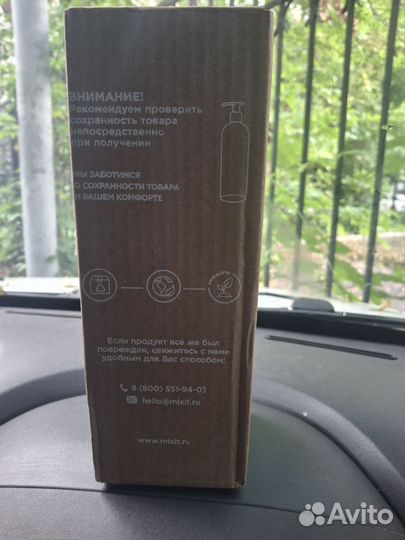 ВНИМАНИЕ!
Рекомендуем проверить
сохранность товара
непосредственно
при получении
МЫ ЗАБОТИМСЯ
О СОХРАННОСТИ ТОВАРА
И ВАШЕМ КОМФОРТЕ
Если продукт все же был
поврежден, свяжитесь с нами
удобным для Вас способом:
8 (800) 551-94-03
hello@mixit.ru
www.mixit.ru
Avito